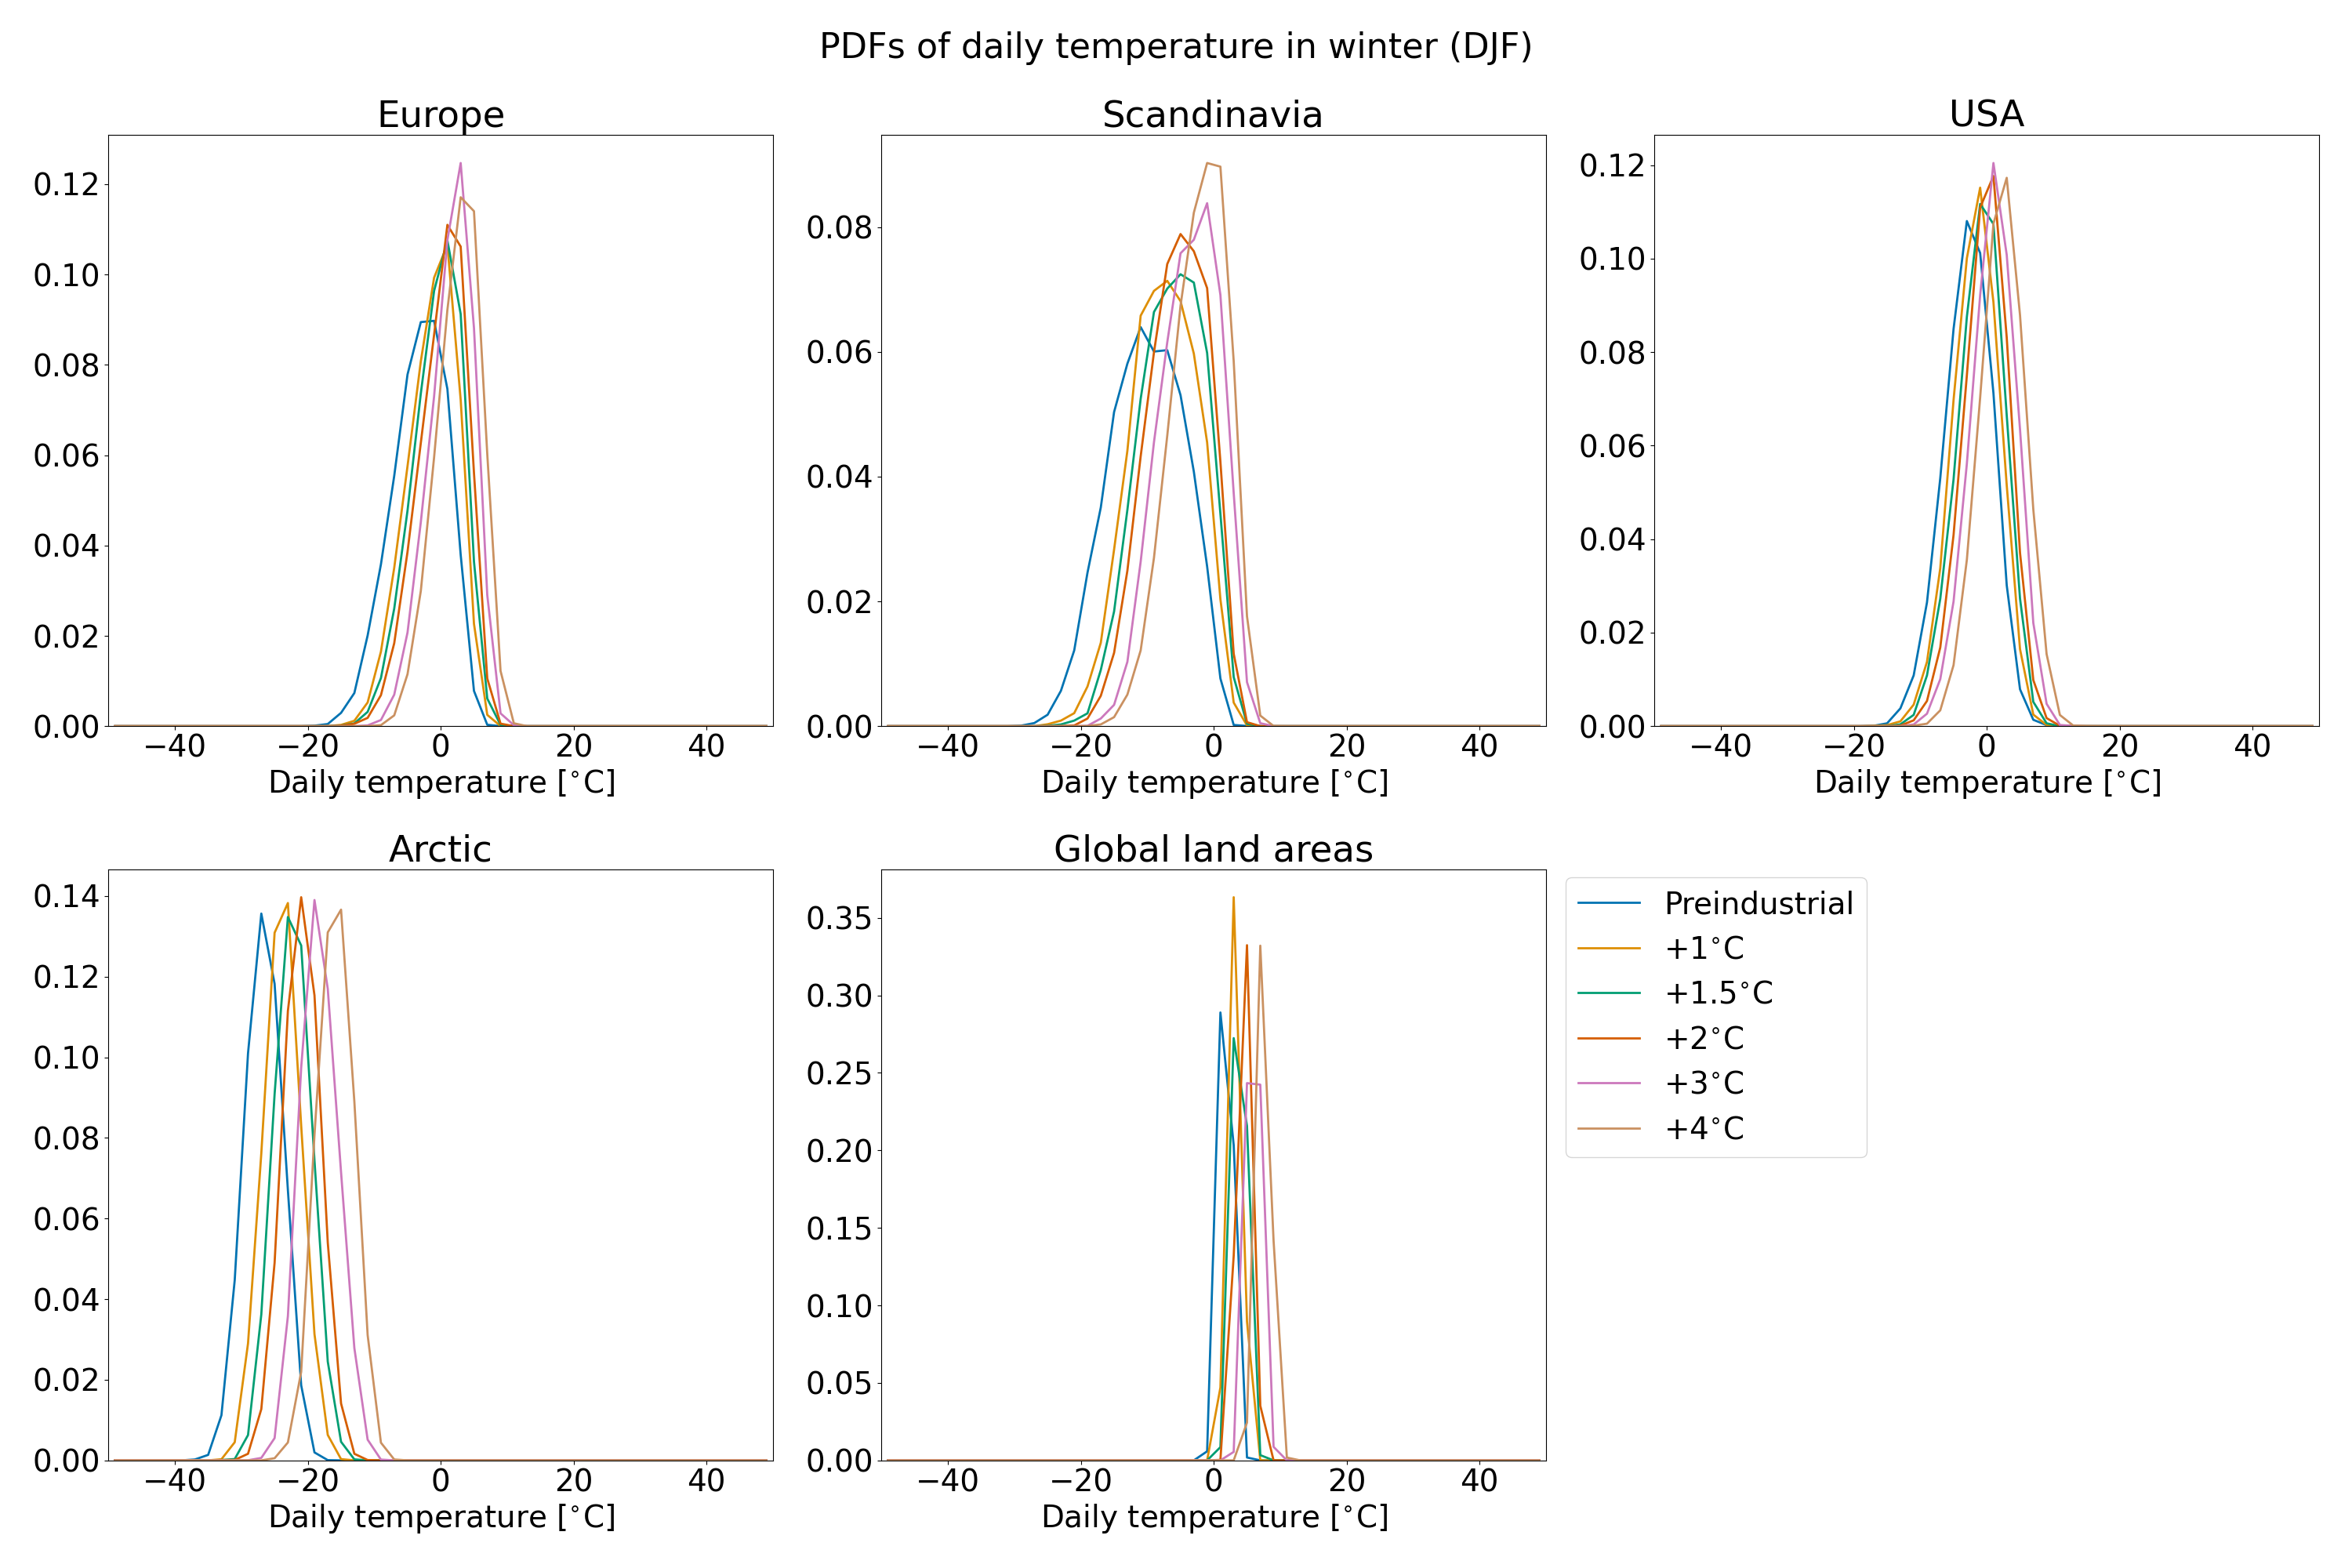 PDFs of daily temperature in winter (DJF)
Europe
0.12
0.10
0.08
0.06
0.04
0.02
0.00
−40 −20 0 20 40
Daily temperature [°C]
Scandinavia
0.08
0.06
0.04
0.02
0.00
−40 −20 0 20 40
Daily temperature [°C]
USA
0.12
0.10
0.08
0.06
0.04
0.02
0.00
−40 −20 0 20 40
Daily temperature [°C]
Arctic
0.14
0.12
0.10
0.08
0.06
0.04
0.02
0.00
−40 −20 0 20 40
Daily temperature [°C]
Global land areas
0.35
0.30
0.25
0.20
0.15
0.10
0.05
0.00
−40 −20 0 20 40
Daily temperature [°C]
Preindustrial
+1°C
+1.5°C
+2°C
+3°C
+4°C